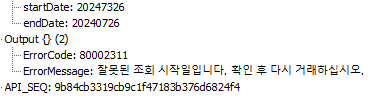 startDate: 20247326
endDate: 20240726
Output {} (2)
ErrorCode: 80002311
ErrorMessage: 잘못된 조회 시작일입니다. 확인 후 다시 거래하십시오.
API_SEQ: 9b84cb3319cb9c1f47183b376d6824f4